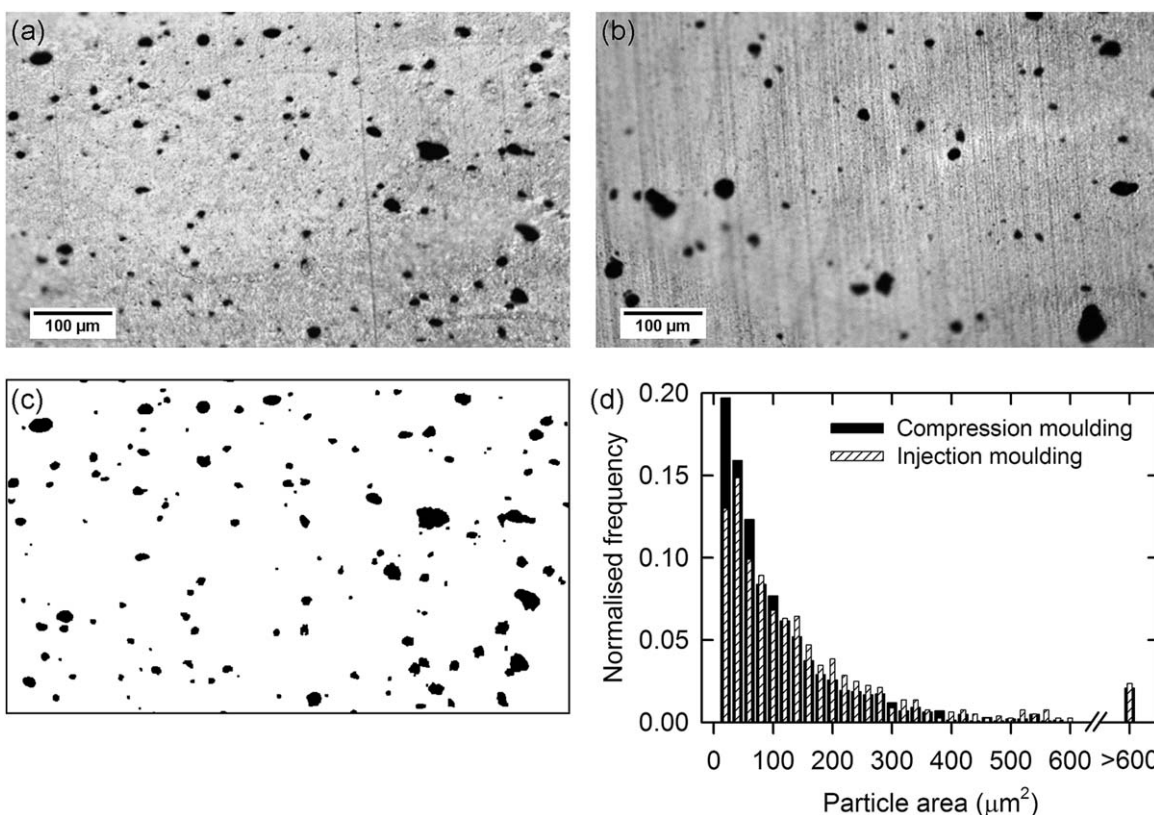 (a)
100 µm
(b)
100 µm
(c)
(d)
Normalised frequency
0.20
0.15
0.10
0.05
0.00
Compression moulding
Injection moulding
0 100 200 300 400 500 600 >600
Particle area (µm²)